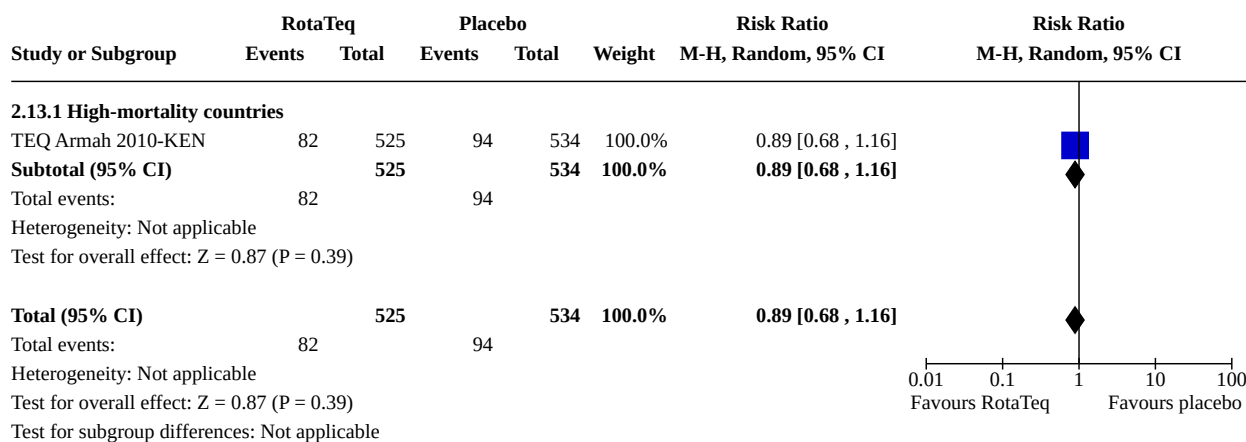 RotaTeq Placebo Risk Ratio Risk Ratio
Study or Subgroup Events Total Events Total Weight M-H, Random, 95% CI M-H, Random, 95% CI
2.13.1 High-mortality countries
TEQ Armah 2010-KEN 82 525 94 534 100.0% 0.89 [0.68 , 1.16]
Subtotal (95% CI) 525 534 100.0% 0.89 [0.68 , 1.16]
Total events: 82 94
Heterogeneity: Not applicable
Test for overall effect: Z = 0.87 (P = 0.39)
Total (95% CI) 525 534 100.0% 0.89 [0.68 , 1.16]
Total events: 82 94
Heterogeneity: Not applicable
0.01 0.1 1 10 100
Test for overall effect: Z = 0.87 (P = 0.39)
Favours RotaTeq Favours placebo
Test for subgroup differences: Not applicable